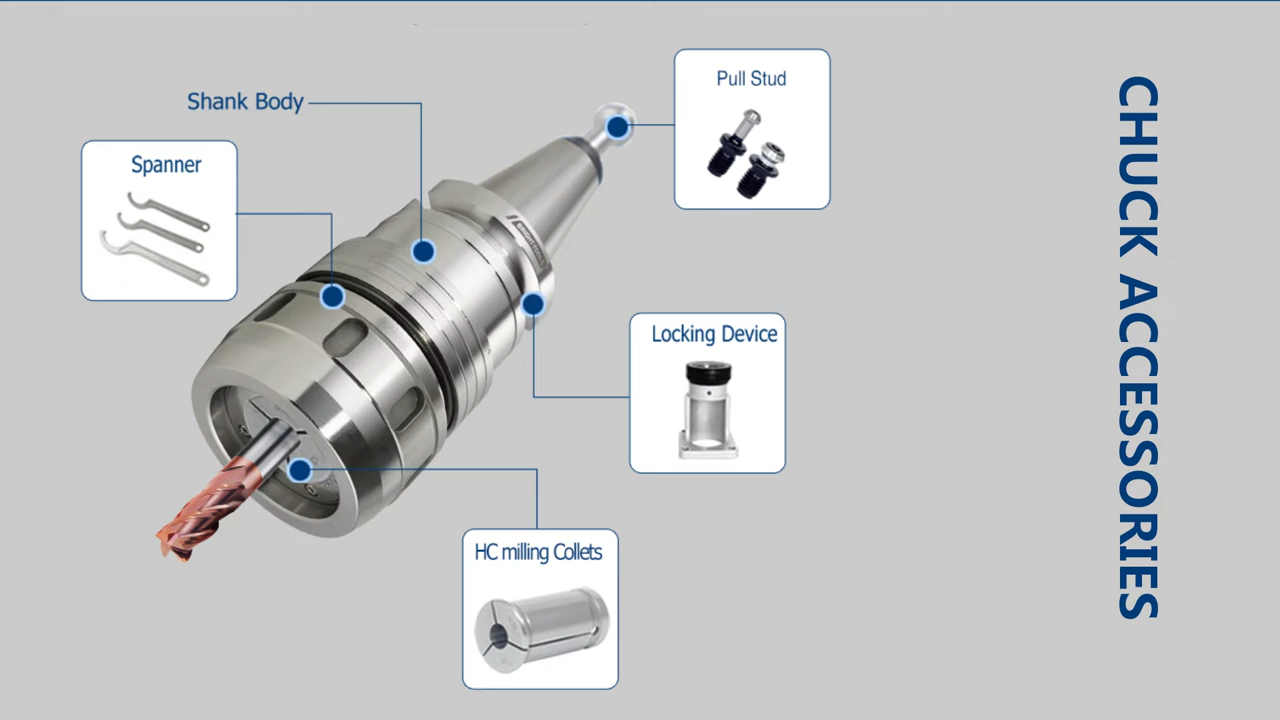 Shank Body
Pull Stud
Spanner
Locking Device
HC milling Collets
CHUCK ACCESSORIES